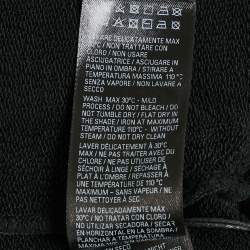 LAVARE DELICATAMENTE MAX
30°C / NON TRATTARE CON
CLORO / NON USARE
ASCIUGATRICE / ASCIUGARE IN
PIANO IN OMBRA / STIRARE A
TEMPERATURA MASSIMA 110 °C
SENZA VAPORE / NON LAVARE A
SECCO
WASH MAX 30°C - MILD
PROCESS / DO NOT BLEACH / DO
NOT TUMBLE DRY / FLAT DRY IN
THE SHADE / IRON AT MAXIMUM
TEMPERATURE 110°C - WITHOUT
STEAM / DO NOT DRY CLEAN
LAVER DÉLICATEMENT À 30°C
MAX / NE PAS TRAITER AVEC DU
CHLORE / NE PAS UTILISER DE
SÉCHOIR À LINGE / SÉCHAGE À
PLAT À L'OMBRE / REPASSER À
UNE TEMPÉRATURE DE 110 °C
MAXIMUM - SANS VAPEUR / NE
PAS NETTOYER À SEC
LAVAR DELICADAMENTE MAX
30°C / NO TRATAR CON CLORO /
NO UTILIZAR SECADORA / SECAR
EN HORIZONTAL EN LA SOMBRA /
PLANCHAR A TEMPERATURA
NICHT